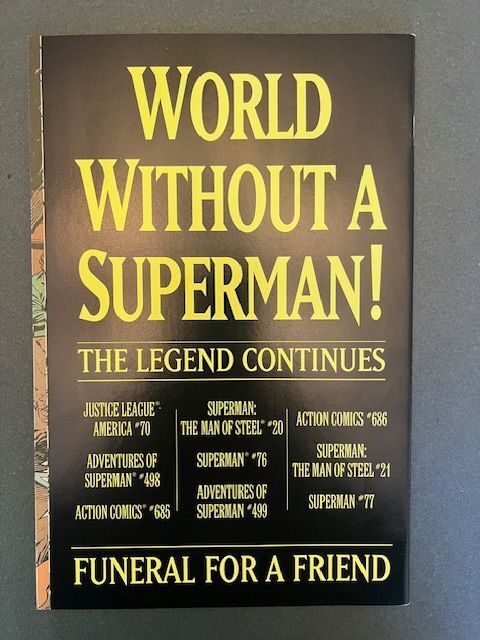 WORLD
WITHOUT A
SUPERMAN!
THE LEGEND CONTINUES
JUSTICE LEAGUE®
AMERICA #70
ADVENTURES OF
SUPERMAN® #498
ACTION COMICS® #685
SUPERMAN:
THE MAN OF STEEL® #20
SUPERMAN® #76
ADVENTURES OF
SUPERMAN #499
ACTION COMICS #686
SUPERMAN:
THE MAN OF STEEL #21
SUPERMAN #77
FUNERAL FOR A FRIEND